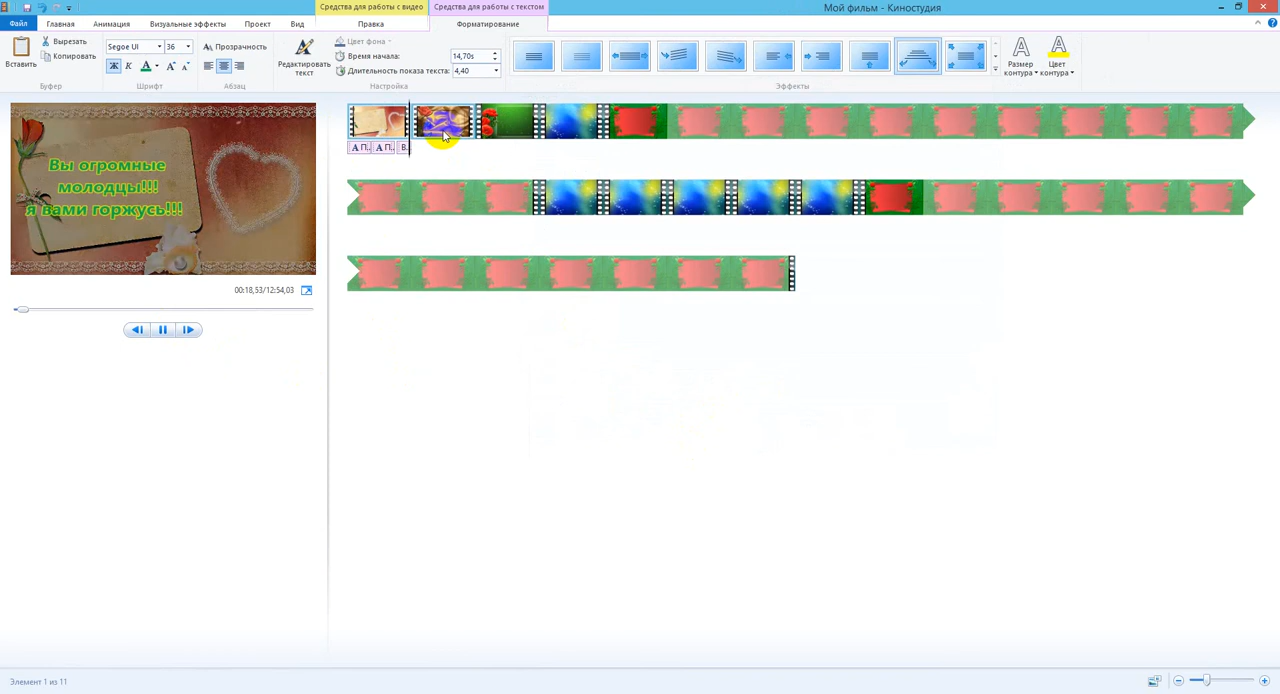 Средства для работы с видео
Средства для работы с текстом
Мой фильм - Киностудия
Файл
Главная
Анимация
Визуальные эффекты
Проект
Вид
Правка
Форматирование
Вставить
Вырезать
Копировать
Буфер
Segoe UI
36
Ж
К
А
Шрифт
Прозрачность
Абзац
Редактировать
текст
Цвет фона
Время начала:
14,70s
Длительность показа текста:
4,40
Настройка
Эффекты
Размер
контура
Цвет
контура
Вы огромные
молодцы!!!
я вами горжусь!!!
А П..
А П..
В..
00:18,53/12:54,03
Элемент 1 из 11